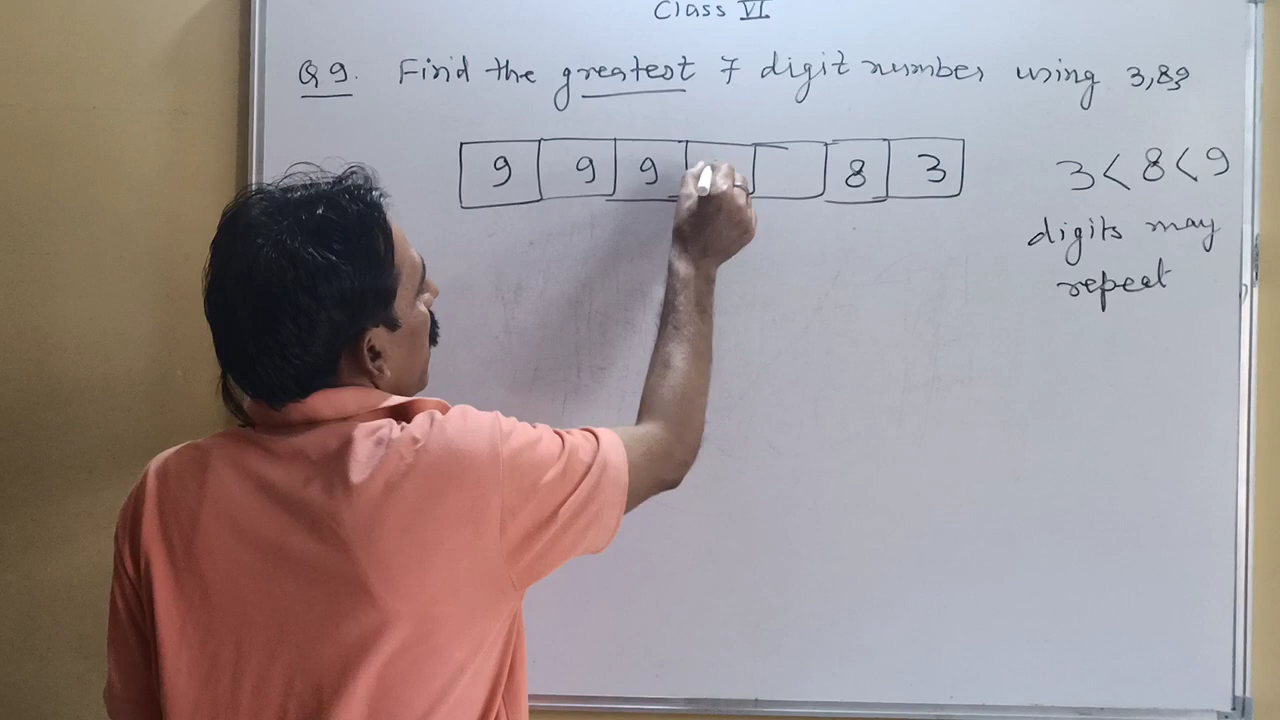 Class VI
Q 9. Find the greatest 7 digit number using 3,8,9
9 9 9 8 3
3 < 8 < 9
digits may
repeat